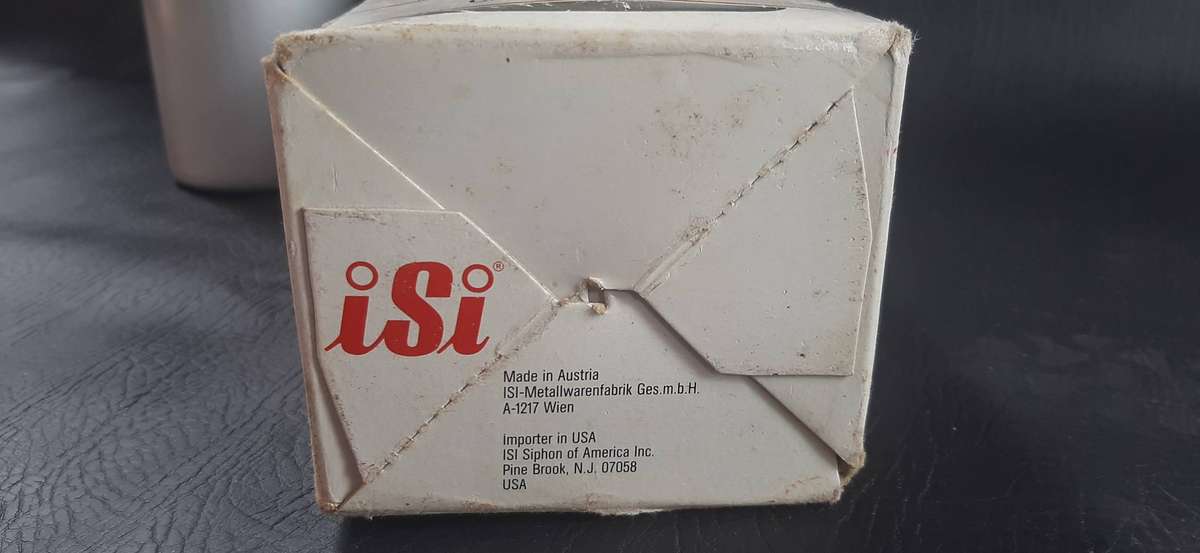 iSi®
Made in Austria
ISI-Metallwarenfabrik Ges.m.b.H.
A-1217 Wien
Importer in USA
ISI Siphon of America Inc.
Pine Brook, N.J. 07058
USA